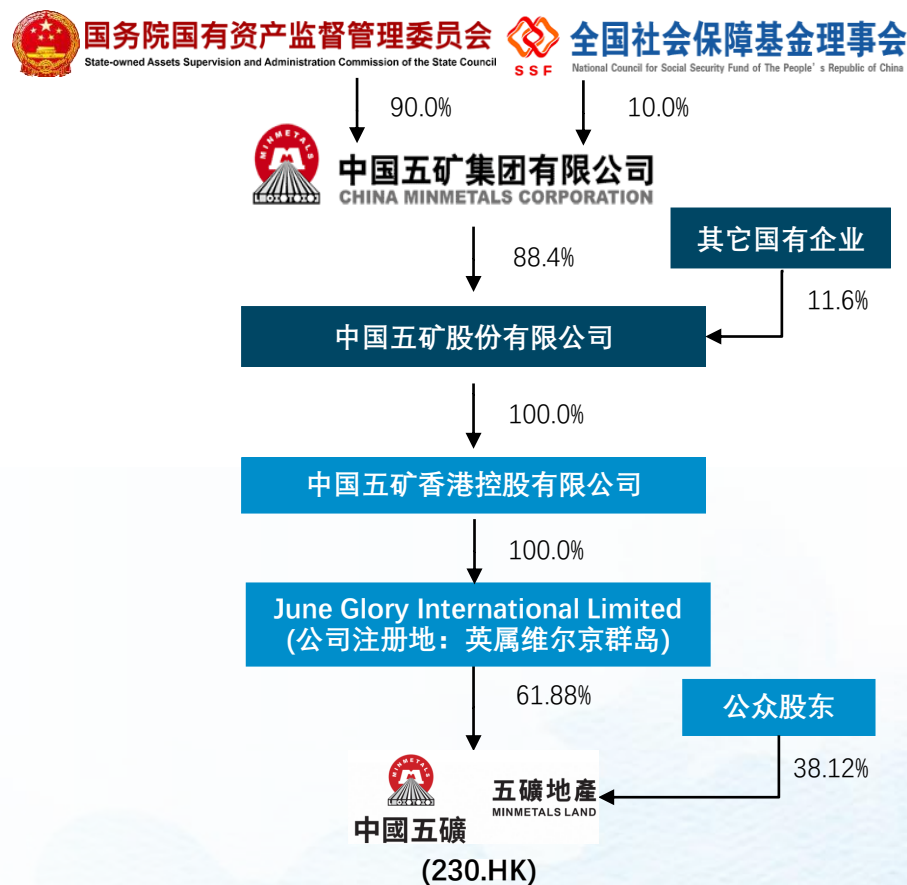 国务院国有资产监督管理委员会
State-owned Assets Supervision and Administration Commission of the State Council
SSF
全国社会保障基金理事会
National Council for Social Security Fund of The People's Republic of China
90.0%
10.0%
MINMETALS
中国五矿集团有限公司
CHINA MINMETALS CORPORATION
88.4%
其它国有企业
11.6%
中国五矿股份有限公司
100.0%
中国五矿香港控股有限公司
100.0%
June Glory International Limited
(公司注册地：英属维尔京群岛)
61.88%
公众股东
38.12%
MINMETALS
中國五礦
五礦地產
MINMETALS LAND
(230.HK)